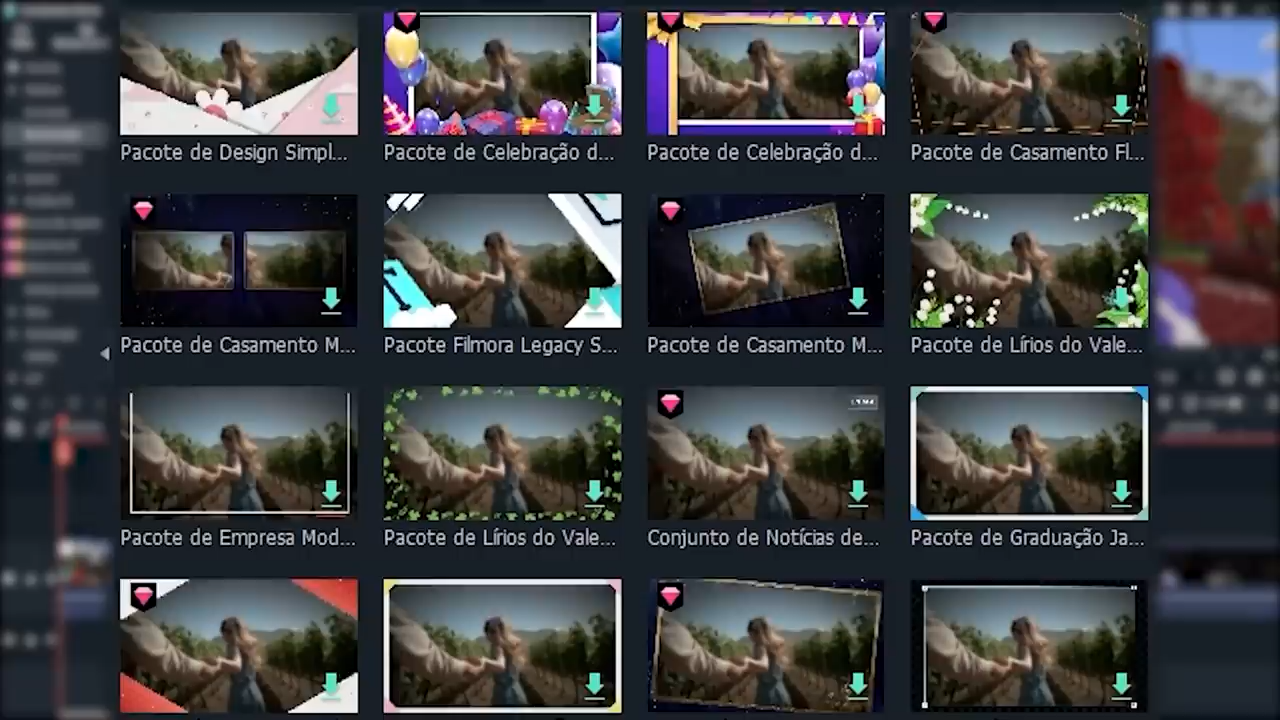 Pacote de Design Simpl...
Pacote de Celebração d...
Pacote de Celebração d...
Pacote de Casamento Fl...
Pacote de Casamento M...
Pacote Filmora Legacy S...
Pacote de Casamento M...
Pacote de Lírios do Vale...
Pacote de Empresa Mod...
Pacote de Lírios do Vale...
Conjunto de Notícias de...
Pacote de Graduação Ja...